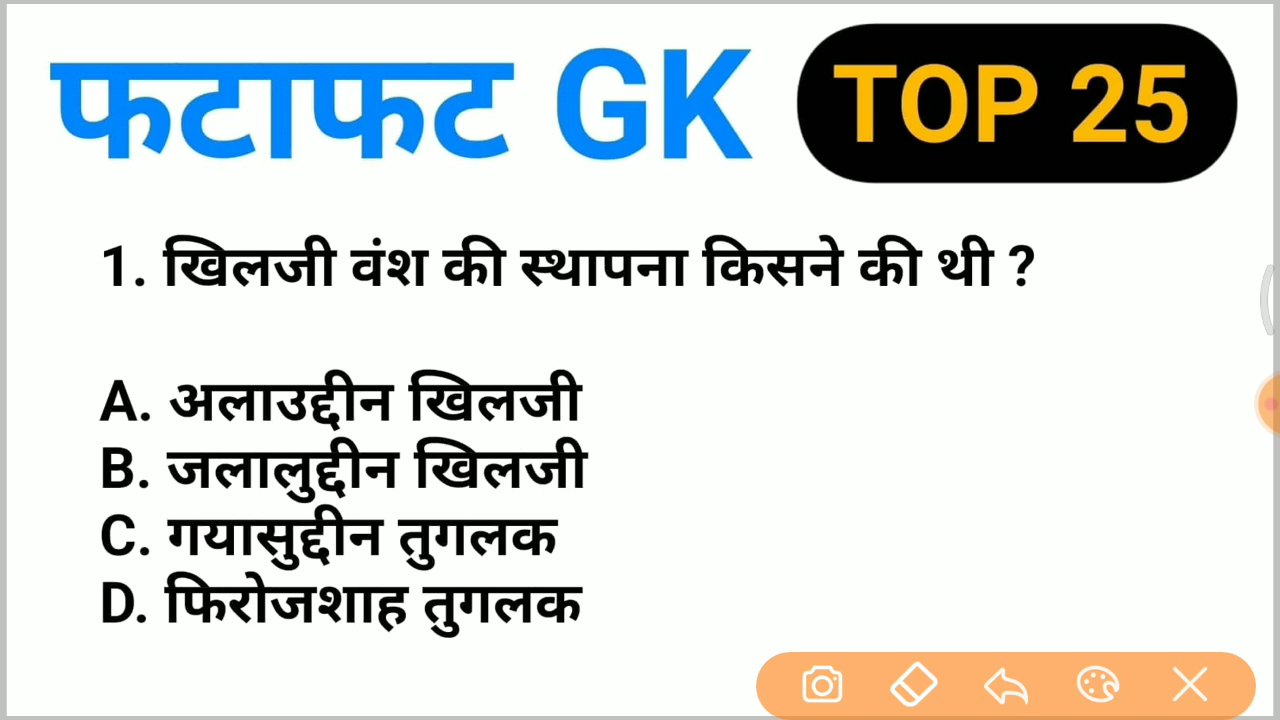 फटाफट GK TOP 25
1. खिलजी वंश की स्थापना किसने की थी ?
A. अलाउद्दीन खिलजी
B. जलालुद्दीन खिलजी
C. गयासुद्दीन तुगलक
D. फिरोजशाह तुगलक